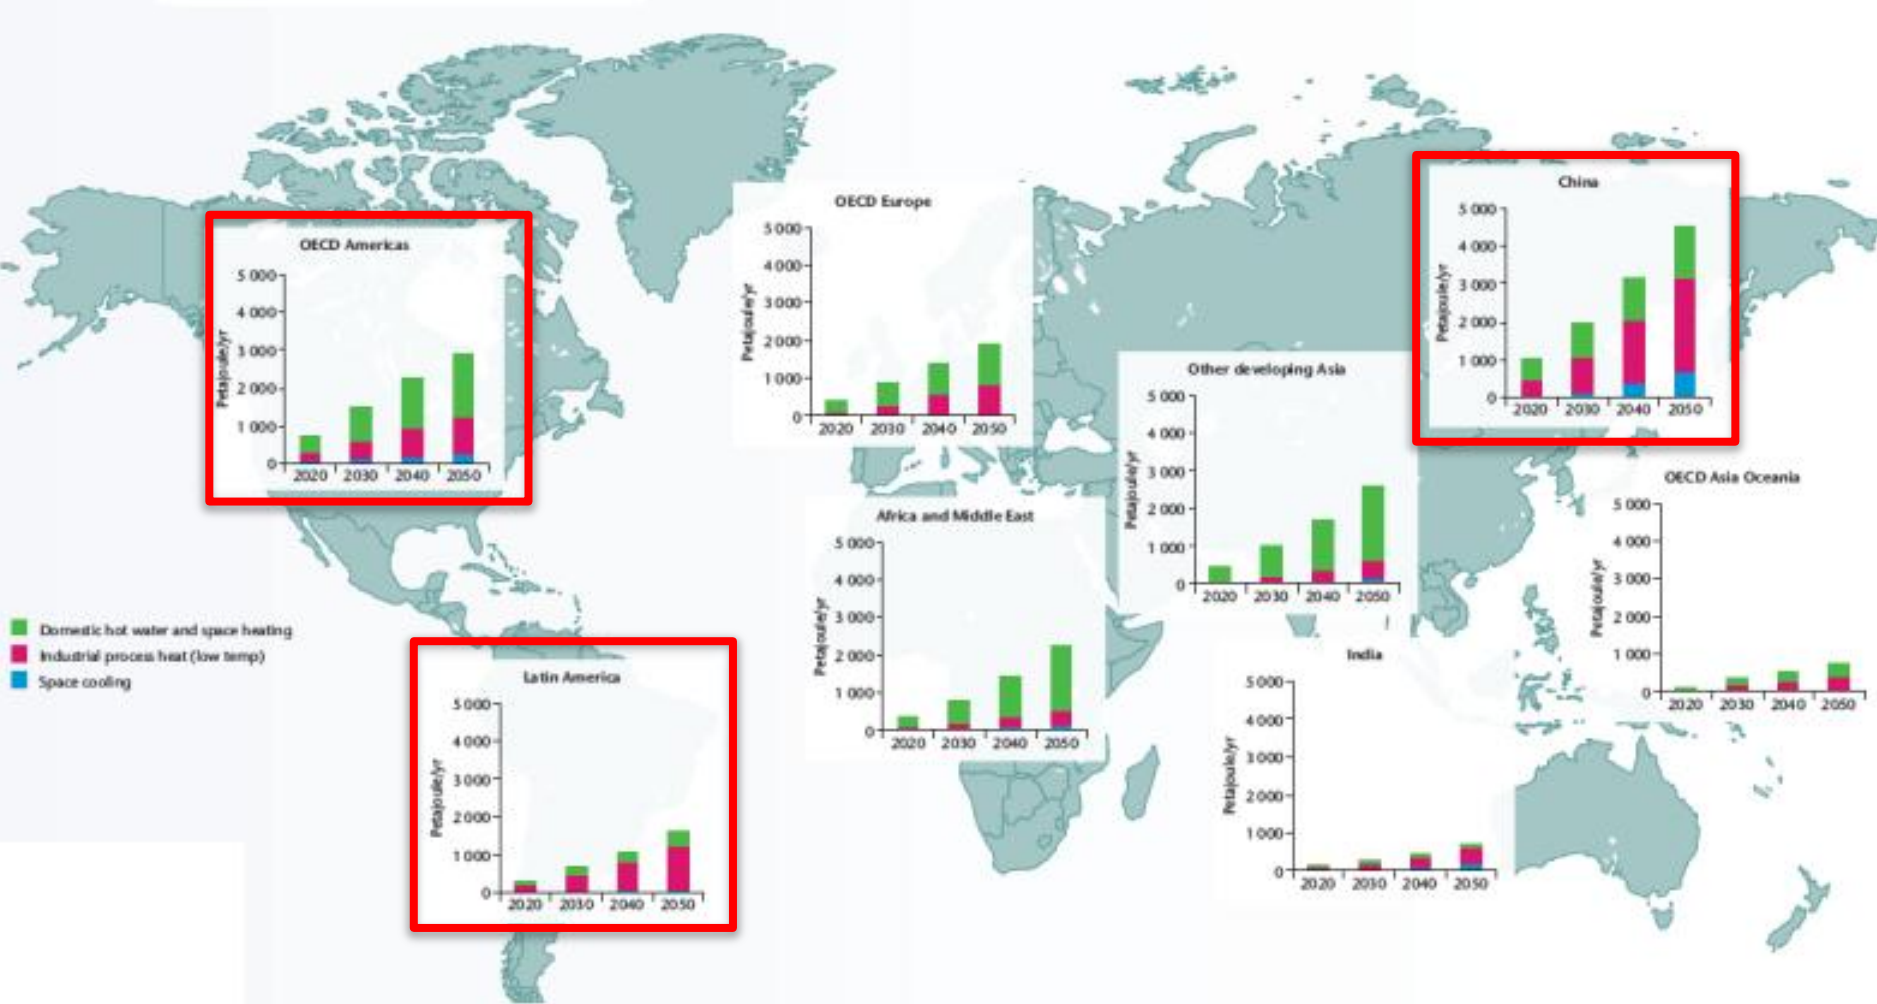 OECD Americas
5 000
4 000
3 000
2 000
1 000
0
Petajoule/yr
2020 2030 2040 2050
OECD Europe
5 000
4 000
3 000
2 000
1 000
0
Petajoule/yr
2020 2030 2040 2050
China
5 000
4 000
3 000
2 000
1 000
0
Petajoule/yr
2020 2030 2040 2050
Other developing Asia
5 000
4 000
3 000
2 000
1 000
0
Petajoule/yr
2020 2030 2040 2050
OECD Asia Oceania
5 000
4 000
3 000
2 000
1 000
0
Petajoule/yr
2020 2030 2040 2050
Africa and Middle East
5 000
4 000
3 000
2 000
1 000
0
Petajoule/yr
2020 2030 2040 2050
Domestic hot water and space heating
Industrial process heat (low temp)
Space cooling
Latin America
5 000
4 000
3 000
2 000
1 000
0
Petajoule/yr
2020 2030 2040 2050
India
5 000
4 000
3 000
2 000
1 000
0
Petajoule/yr
2020 2030 2040 2050